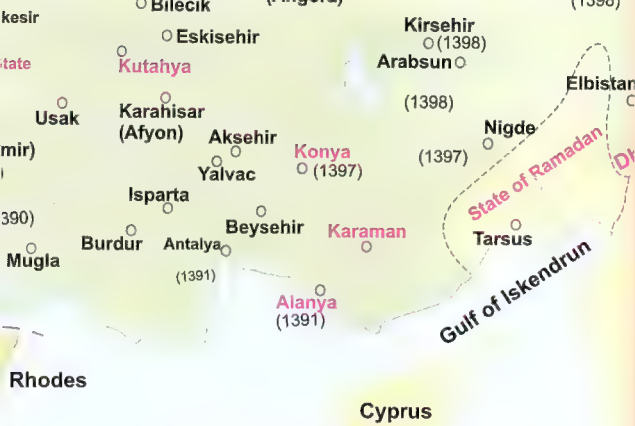 Bilecik
(1398)
kesir
Kirsehir
(1398)
Eskisehir
Arabsun
Kutahya
Elbistan
(1398)
Karahisar
(Afyon)
Usak
Nigde
Aksehir
Konya
(1397)
(1397)
mir)
)
Yalvac
State of Ramadan
Isparta
390)
Beysehir
Karaman
Burdur
Antalya
Tarsus
Mugla
(1391)
Alanya
(1391)
Gulf of Iskendrun
Rhodes
Cyprus